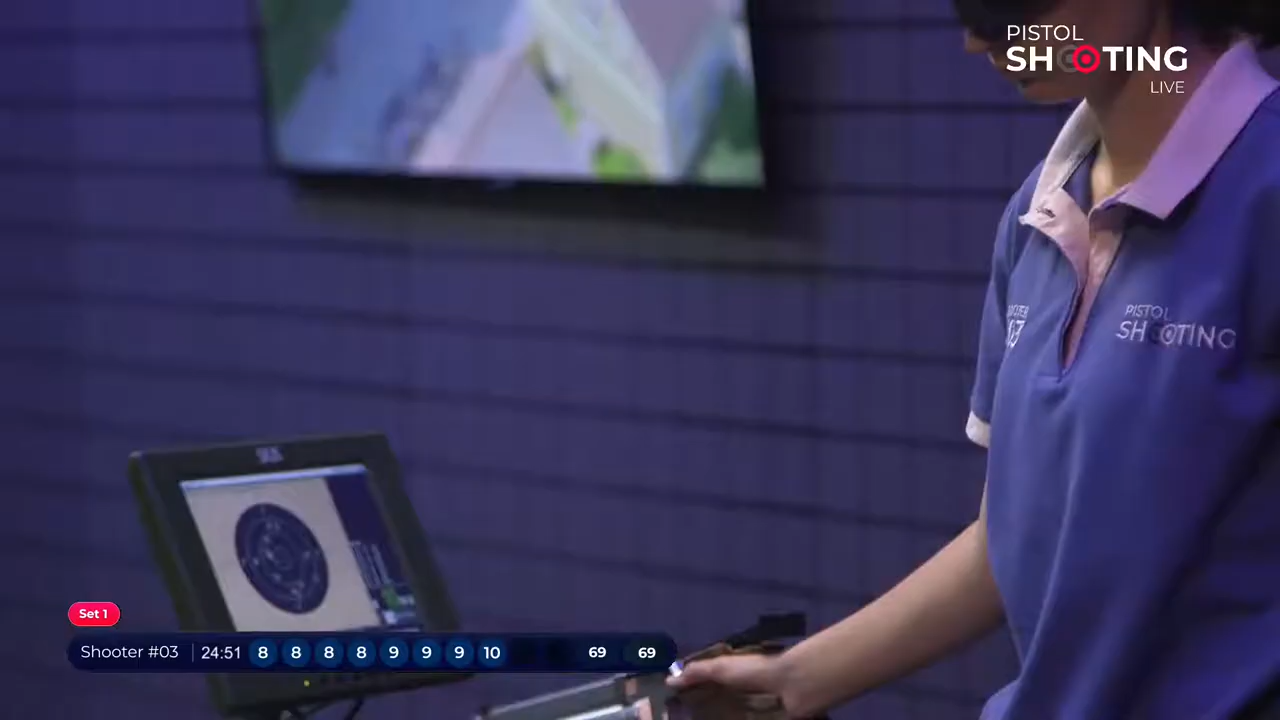 PISTOL
SHOOTING
LIVE
PISTOL
SHOOTING
Set 1
Shooter #03 24:51 8 8 8 8 9 9 9 10 69 69